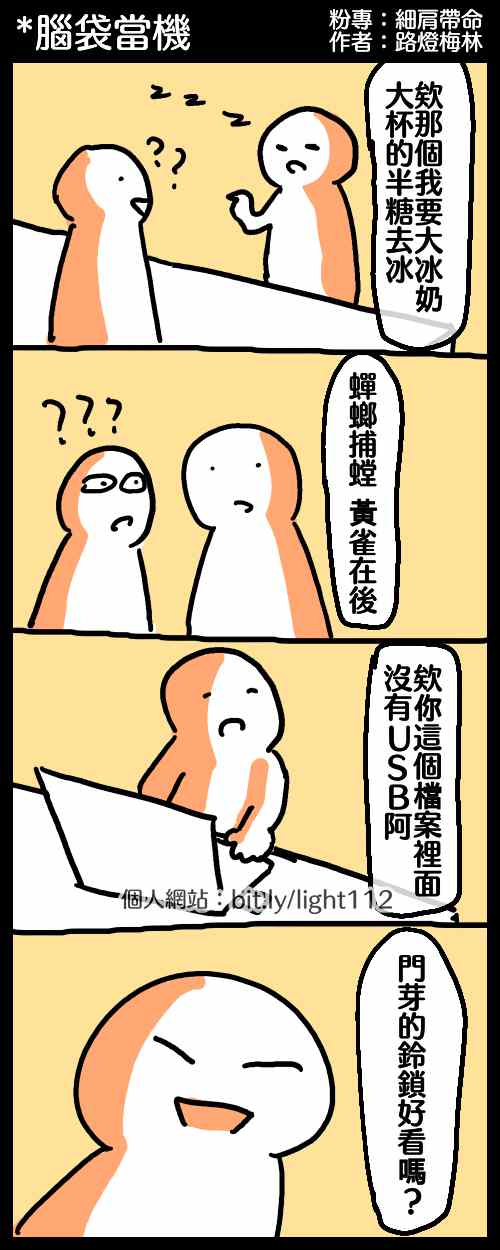 *腦袋當機
粉專：細肩帶命
作者：路燈梅林
zzz
??
欸那個我要大冰奶
大杯的半糖去冰
???
蟬螂捕螳 黃雀在後
欸你這個檔案裡面
沒有USB阿
個人網站：bit.ly/light112
門芽的鈴鎖好看嗎？